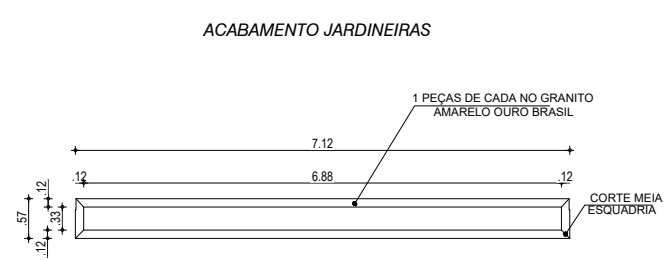 ACABAMENTO JARDINEIRAS
1 PEÇAS DE CADA NO GRANITO
AMARELO OURO BRASIL
7.12
.12
6.88
.12
.12
.57
.33
.12
CORTE MEIA
ESQUADRIA